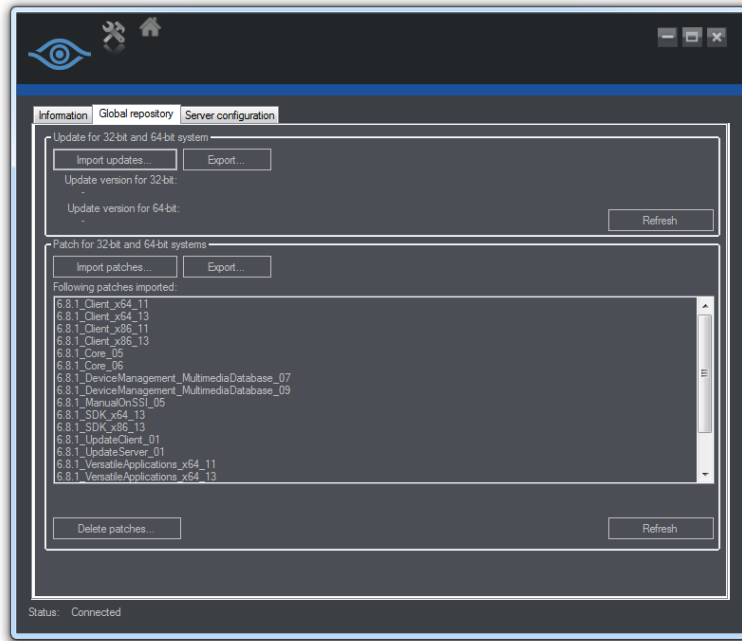 Information Global repository Server configuration
Update for 32-bit and 64-bit system
Import updates... Export...
Update version for 32-bit:
-
Update version for 64-bit:
-
Refresh
Patch for 32-bit and 64-bit systems
Import patches... Export...
Following patches imported:
6.8.1_Client_x64_11
6.8.1_Client_x64_13
6.8.1_Client_x86_11
6.8.1_Client_x86_13
6.8.1_Core_05
6.8.1_Core_06
6.8.1_DeviceManagement_MultimediaDatabase_07
6.8.1_DeviceManagement_MultimediaDatabase_09
6.8.1_ManualOnSSI_05
6.8.1_SDK_x64_13
6.8.1_SDK_x86_13
6.8.1_UpdateClient_01
6.8.1_UpdateServer_01
6.8.1_VersatileApplications_x64_11
6.8.1_VersatileApplications_x64_13
Delete patches... Refresh
Status: Connected